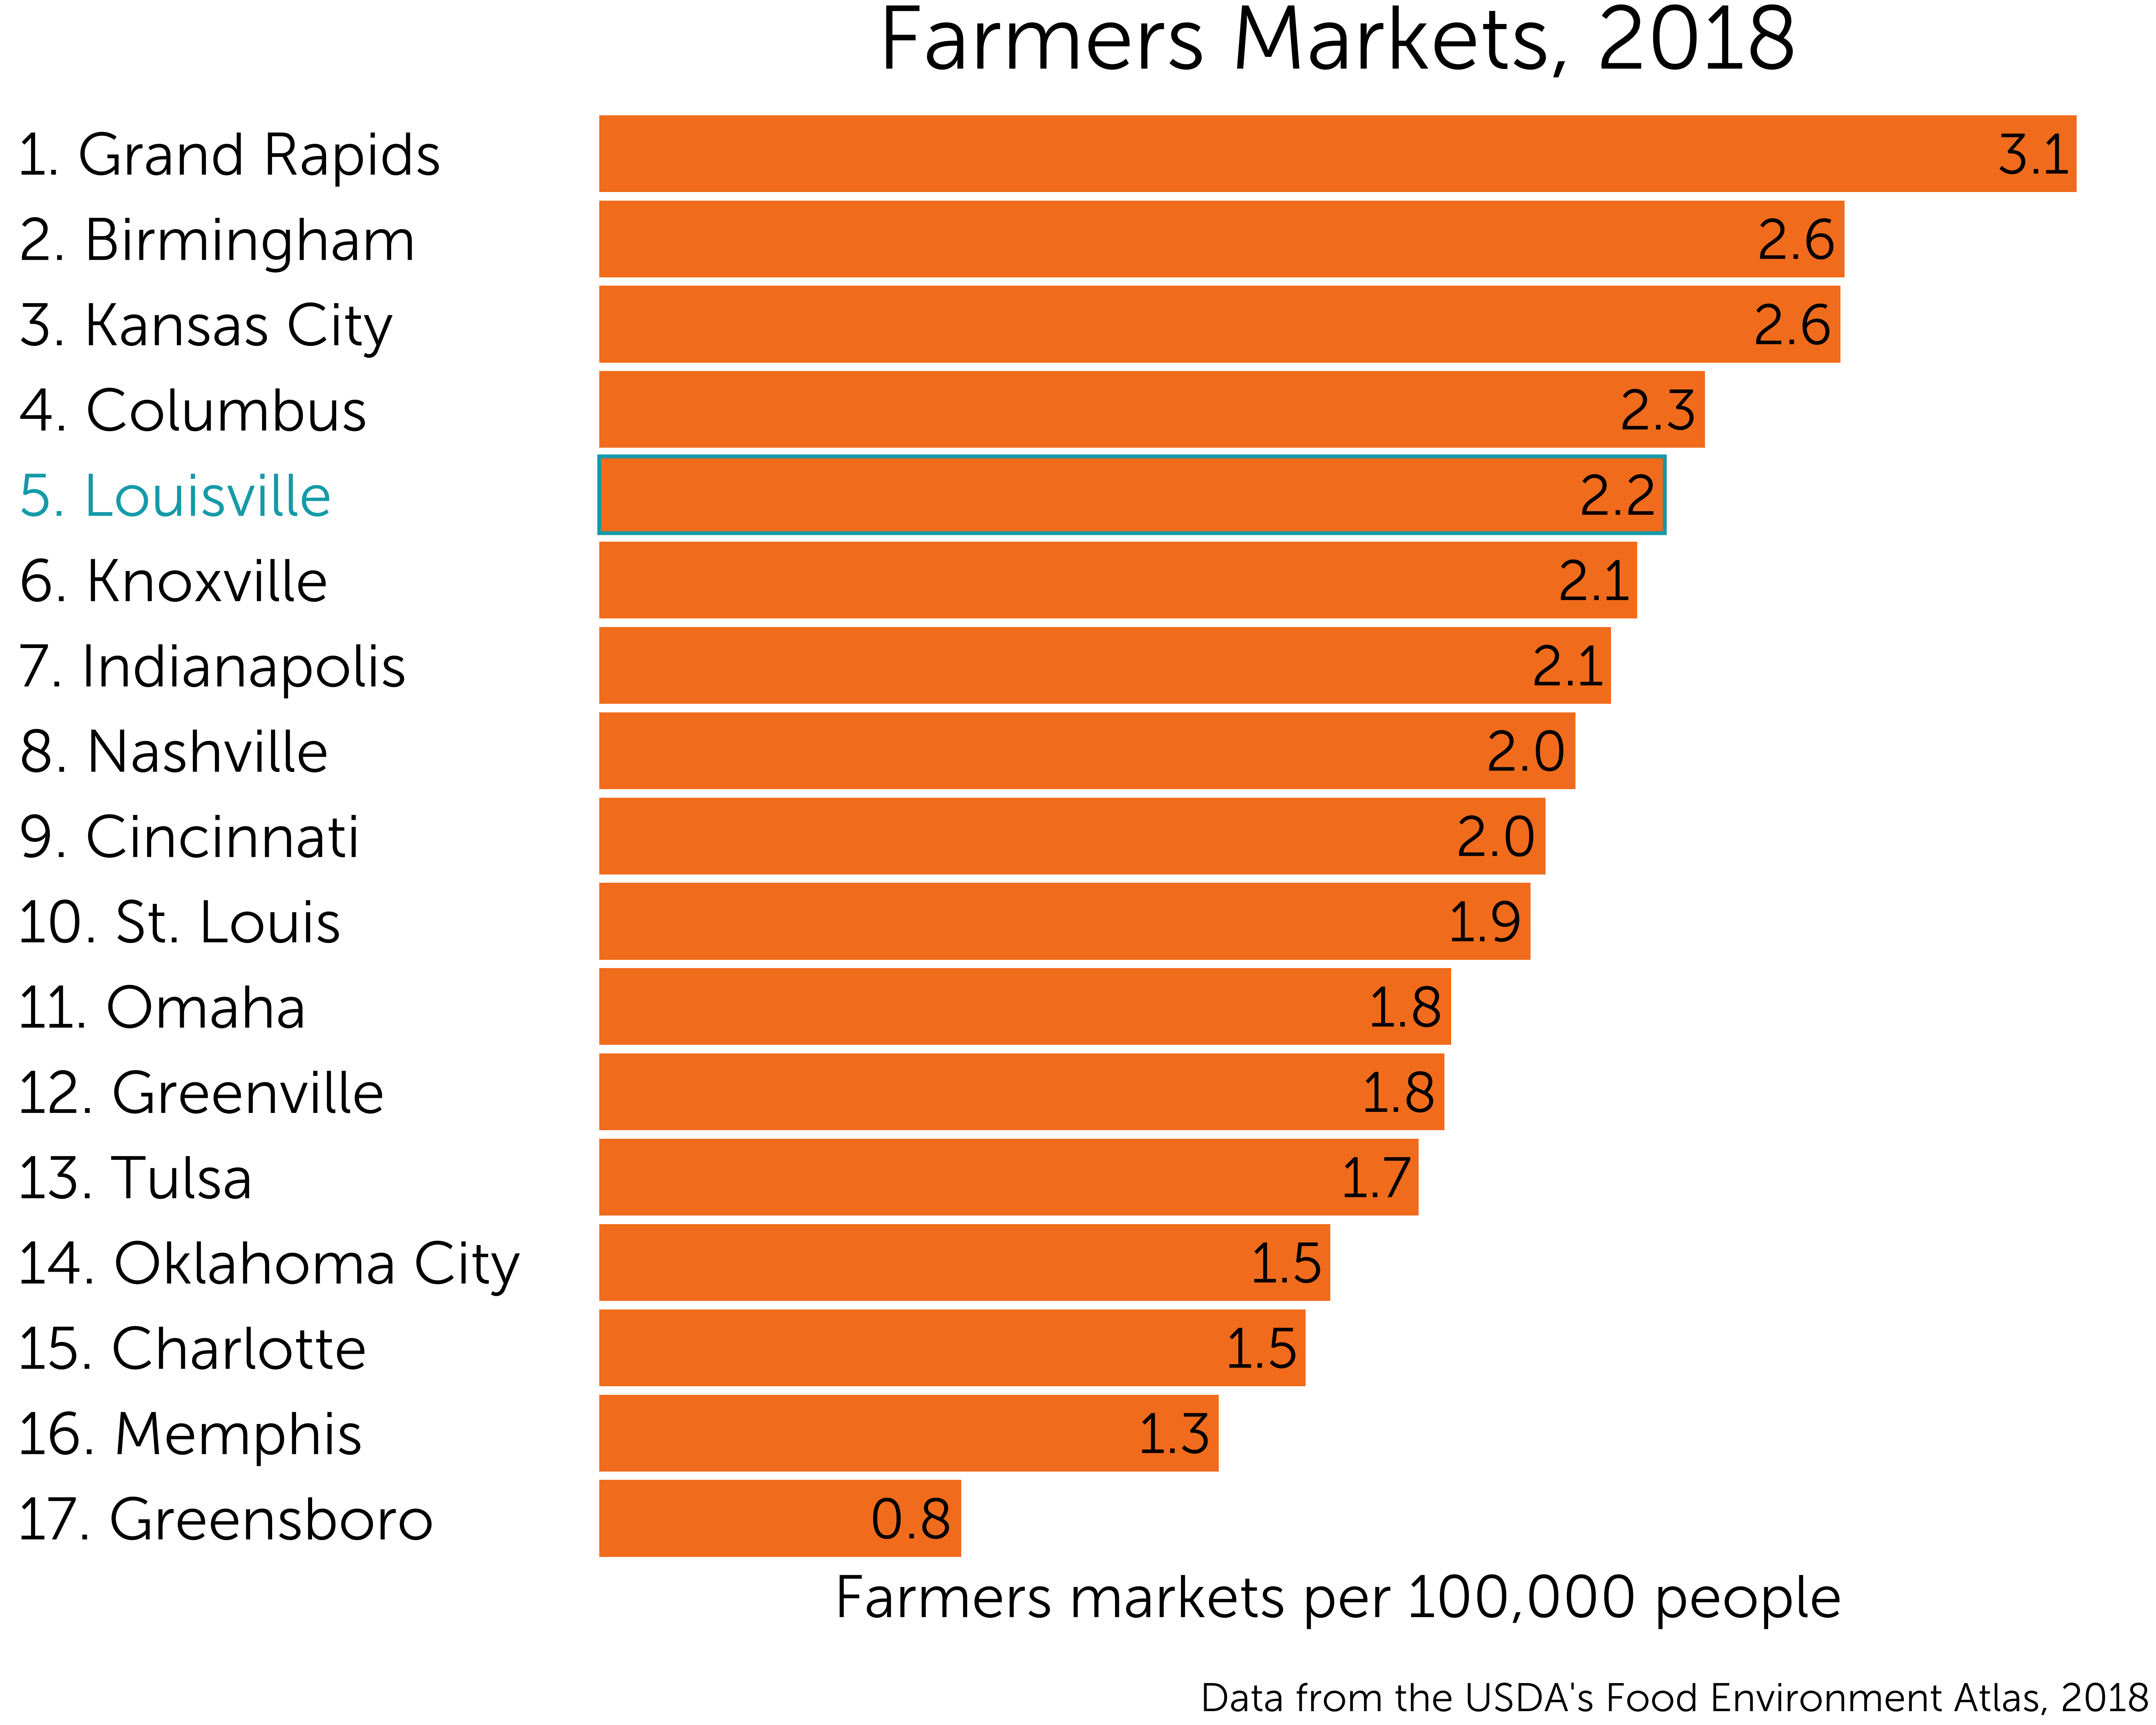 Farmers Markets, 2018
1. Grand Rapids 3.1
2. Birmingham 2.6
3. Kansas City 2.6
4. Columbus 2.3
5. Louisville 2.2
6. Knoxville 2.1
7. Indianapolis 2.1
8. Nashville 2.0
9. Cincinnati 2.0
10. St. Louis 1.9
11. Omaha 1.8
12. Greenville 1.8
13. Tulsa 1.7
14. Oklahoma City 1.5
15. Charlotte 1.5
16. Memphis 1.3
17. Greensboro 0.8
Farmers markets per 100,000 people
Data from the USDA's Food Environment Atlas, 2018